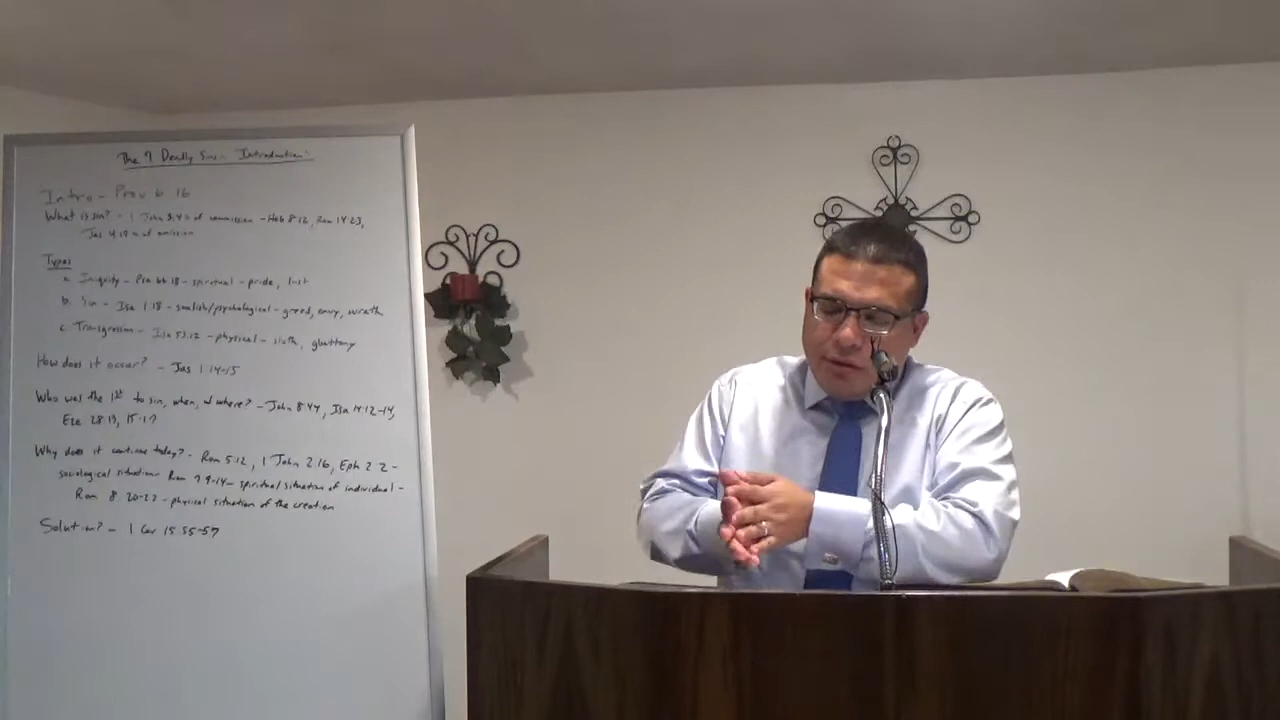 The 7 Deadly Sins: Introduction:
Intro - Prov 6 16
What is sin? - 1 John 3:4 = of commission - Heb 8:12, Rom 14:23,
Jas 4:17 = of omission
Types
a. Iniquity - Psa 66 18 - spiritual - pride, lust
b. Sin - Isa 1:18 - soulish/psychological - greed, envy, wrath
c. Transgression - Isa 53:12 - physical - sloth, gluttony
How does it occur? - Jas 1 14-15
Who was the 1st to sin, when, & where? - John 8:44, Isa 14:12-14,
Eze 28 13, 15-17
Why does it continue today? - Rom 5:12, 1 John 2 16, Eph 2 2 -
sociological situation - Rom 7 9-14 - spiritual situation of individual -
Rom 8 20-22 - physical situation of the creation
Solution? - 1 Cor 15 55-57